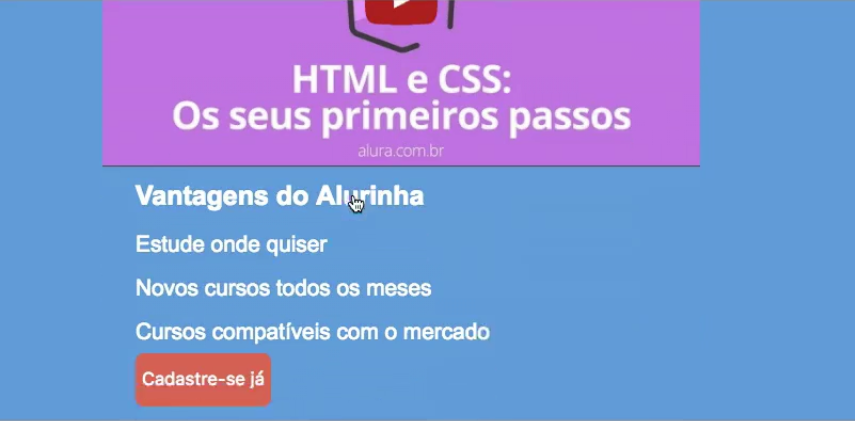 HTML e CSS:
Os seus primeiros passos
alura.com.br
Vantagens do Alurinha
Estude onde quiser
Novos cursos todos os meses
Cursos compatíveis com o mercado
Cadastre-se já